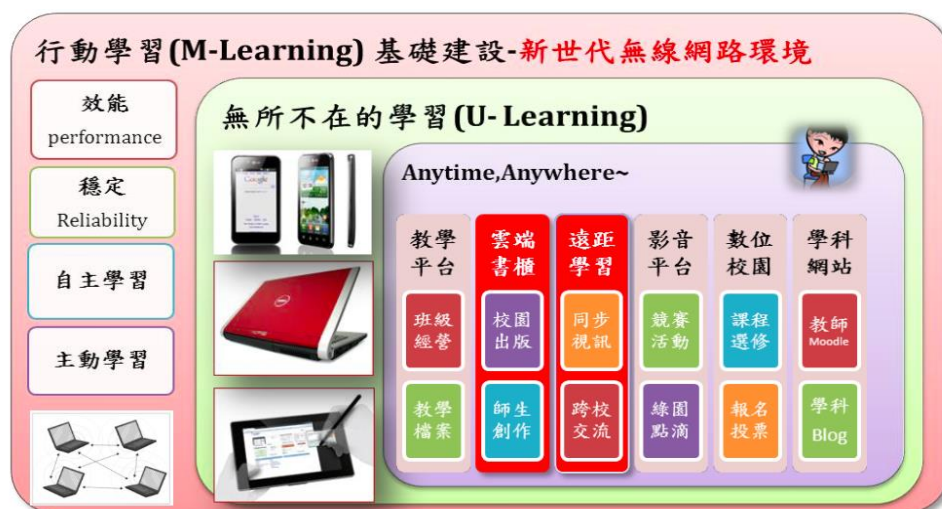 行動學習(M-Learning) 基礎建設-新世代無線網路環境
效能
performance
穩定
Reliability
自主學習
主動學習
無所不在的學習(U- Learning)
Anytime,Anywhere~
教學
平台
班級
經營
教學
檔案
雲端
書櫃
校園
出版
師生
創作
遠距
學習
同步
視訊
跨校
交流
影音
平台
競賽
活動
綠園
點滴
數位
校園
課程
選修
報名
投票
學科
網站
教師
Moodle
學科
Blog
Google
DELL